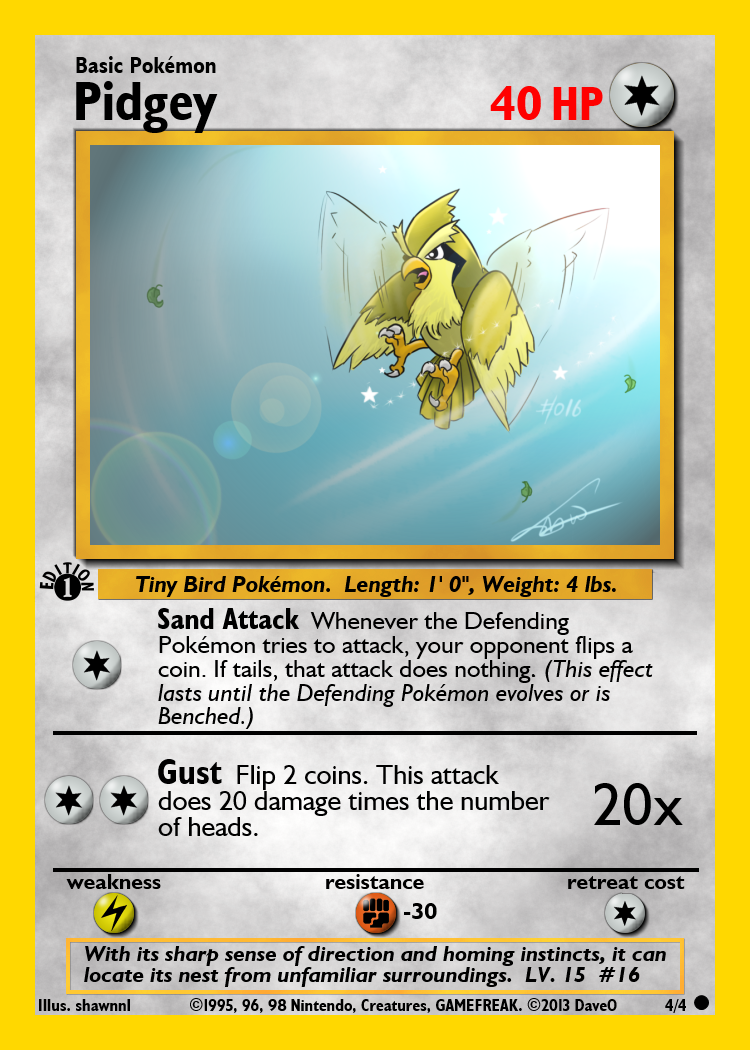 Basic Pokémon
Pidgey
40 HP
#016
EDITION
1
Tiny Bird Pokémon. Length: 1' 0", Weight: 4 lbs.
Sand Attack Whenever the Defending
Pokémon tries to attack, your opponent flips a
coin. If tails, that attack does nothing. (This effect
lasts until the Defending Pokémon evolves or is
Benched.)
Gust Flip 2 coins. This attack
does 20 damage times the number
of heads.
20x
weakness
resistance
retreat cost
-30
With its sharp sense of direction and homing instincts, it can
locate its nest from unfamiliar surroundings. LV. 15 #16
Illus. shawnnl
©1995, 96, 98 Nintendo, Creatures, GAMEFREAK. ©2013 DaveO
4/4